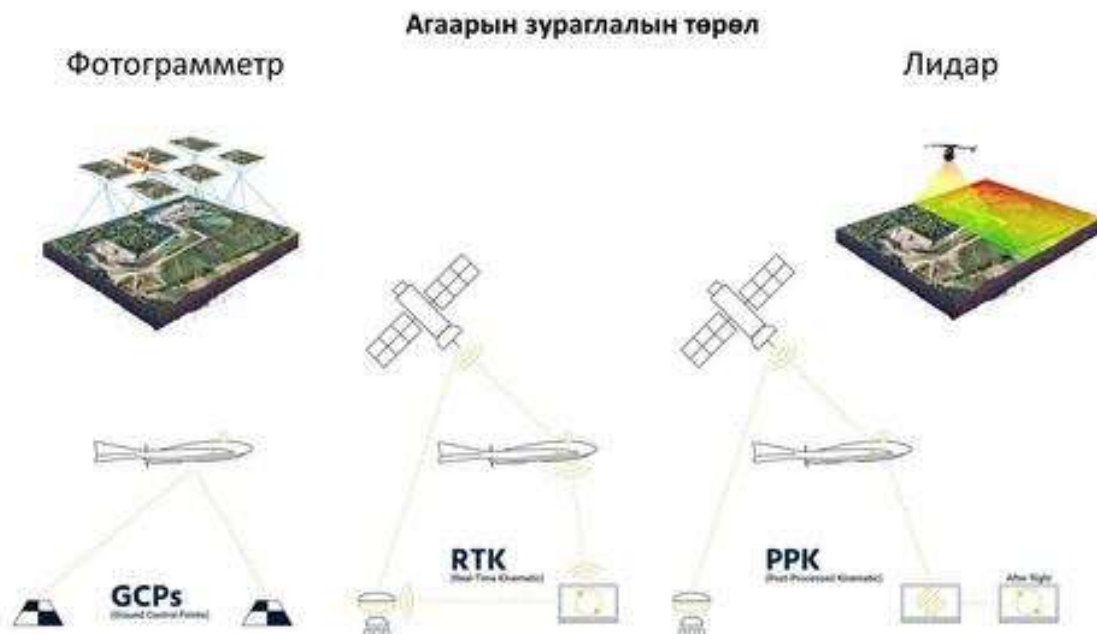 Агаарын зураглалын төрөл
Фотограмметр
Лидар
GCPs
(Ground Control Points)
RTK
(Real-Time Kinematic)
PPK
(Post-Processed Kinematic)
After flight